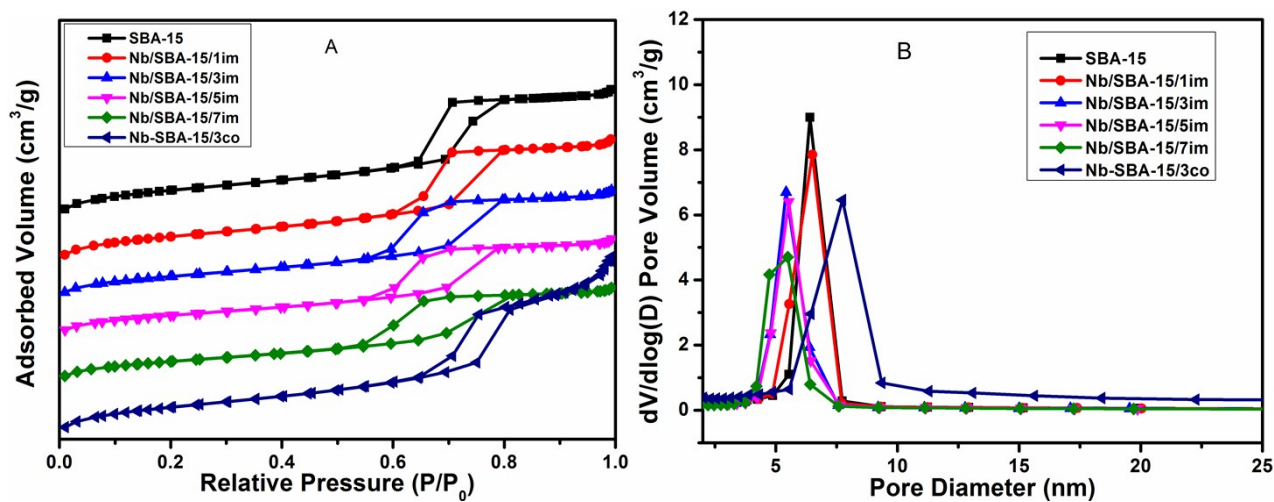 A
SBA-15
Nb/SBA-15/1im
Nb/SBA-15/3im
Nb/SBA-15/5im
Nb/SBA-15/7im
Nb-SBA-15/3co
Adsorbed Volume (cm³/g)
0.0 0.2 0.4 0.6 0.8 1.0
Relative Pressure (P/P₀)
B
SBA-15
Nb/SBA-15/1im
Nb/SBA-15/3im
Nb/SBA-15/5im
Nb/SBA-15/7im
Nb-SBA-15/3co
dV/dlog(D) Pore Volume (cm³/g)
12
10
8
6
4
2
0
5 10 15 20 25
Pore Diameter (nm)